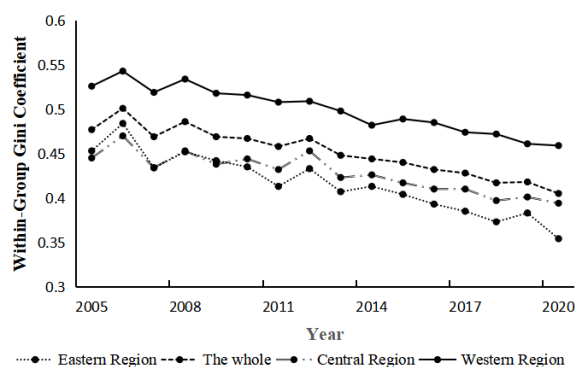 0.6
0.55
0.5
0.45
0.4
0.35
0.3
Within-Group Gini Coefficient
2005 2008 2011 2014 2017 2020
Year
Eastern Region The whole Central Region Western Region